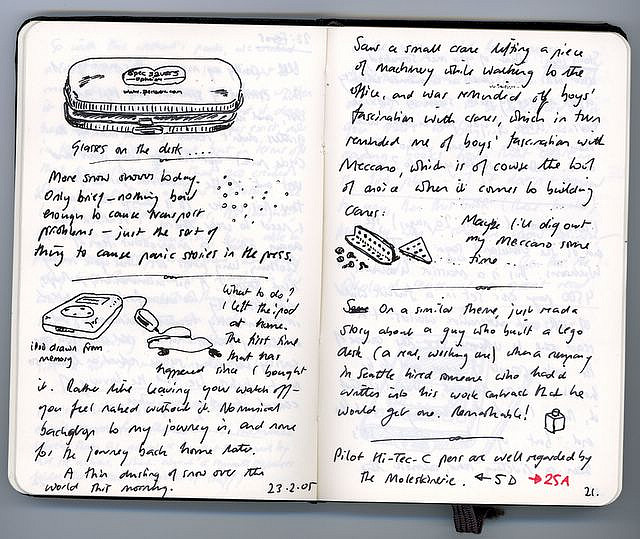 Spec Savers
Opticians
Glasses on the desk ....
More snow showers today.
Only brief - nothing bad
enough to cause transport
problems - just the sort of
thing to cause panic stories in the press.
What to do?
I left the ipod
at home.
The first time
that has
happened since I bought
ipod drawn from
memory
it. Rather like leaving your watch off -
you feel naked without it. No musical
background to my journey in, and none
for the journey back home later.
A thin dusting of snow over the
world this morning.
23-2-05
Saw a small crane lifting a piece
of machinery while walking to the
office, and was reminded of boys'
fascination with cranes, which in turn
reminded me of boys' fascination with
Meccano, which is of course the tool
of choice when it comes to building
cranes:
Maybe I'll dig out
my Meccano some
time.....
On a similar theme, just read a
story about a guy who built a Lego
desk (a real, working one) when a company
in Seattle hired someone who had a
written into his work contract that he
would get one. Remarkable!
Pilot Hi-Tec-C pens are well regarded by
the Moleskinerie. ← 5D → 25A
21.